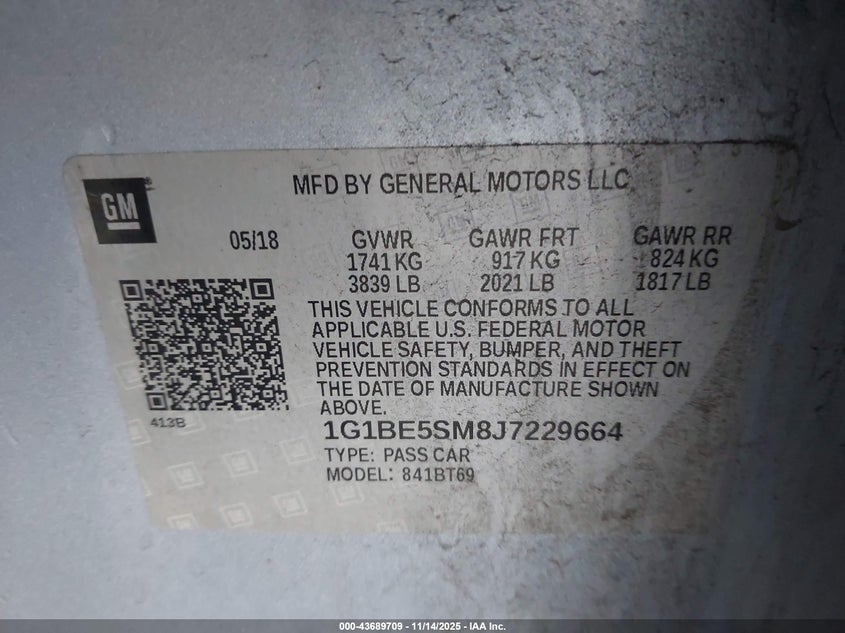 GM
MFD BY GENERAL MOTORS LLC
05/18 GVWR GAWR FRT GAWR RR
1741 KG 917 KG 824 KG
3839 LB 2021 LB 1817 LB
THIS VEHICLE CONFORMS TO ALL
APPLICABLE U.S. FEDERAL MOTOR
VEHICLE SAFETY, BUMPER, AND THEFT
PREVENTION STANDARDS IN EFFECT ON
THE DATE OF MANUFACTURE SHOWN
ABOVE.
413B
1G1BE5SM8J7229664
TYPE: PASS CAR
MODEL: 841BT69
000-43689709 - 11/14/2025 - IAA Inc.